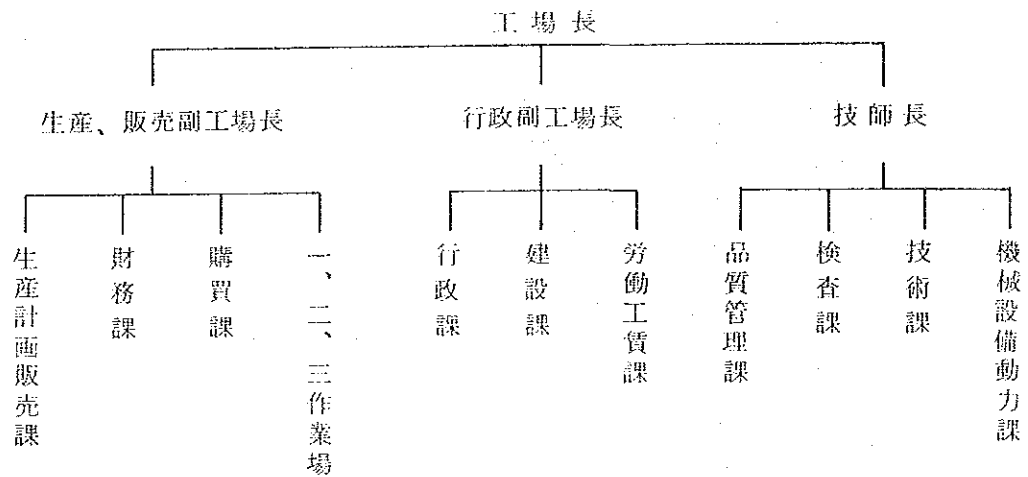 工場長
生産、販売副工場長
行政副工場長
技師長
生産計画販売課
財務課
購買課
一、二、三作業場
行政課
建設課
労働工賃課
品質管理課
検査課
技術課
機械設備動力課